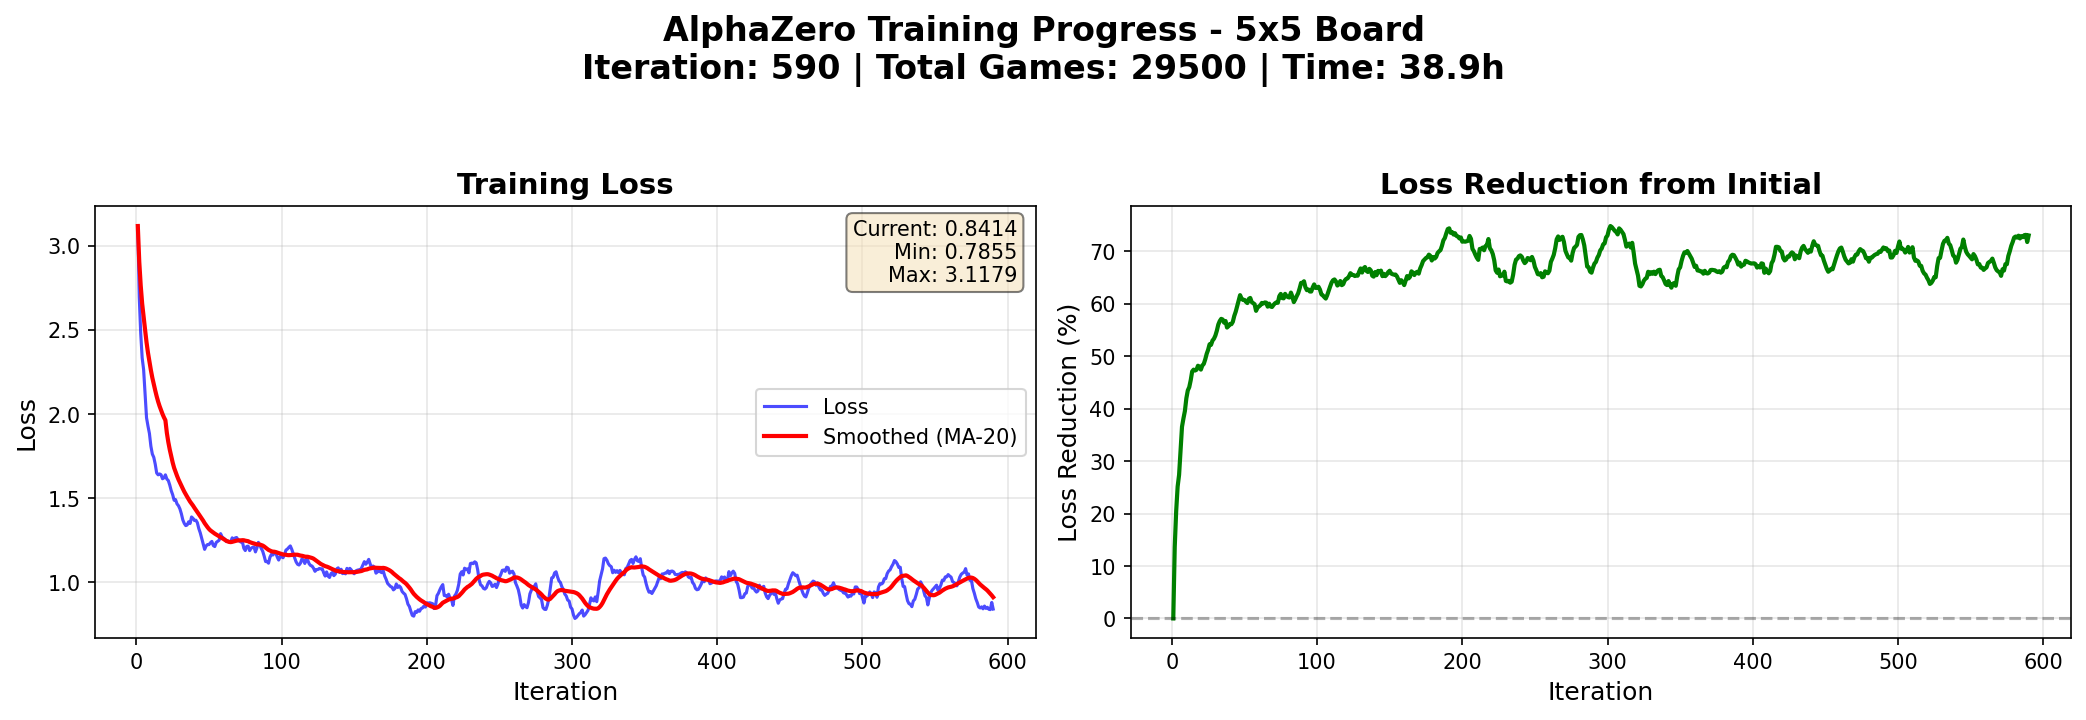 AlphaZero Training Progress - 5x5 Board
Iteration: 590 | Total Games: 29500 | Time: 38.9h
Training Loss
Current: 0.8414
Min: 0.7855
Max: 3.1179
Loss
Smoothed (MA-20)
3.0
2.5
2.0
1.5
1.0
Loss
0 100 200 300 400 500 600
Iteration
Loss Reduction from Initial
70
60
50
40
30
20
10
0
Loss Reduction (%)
0 100 200 300 400 500 600
Iteration